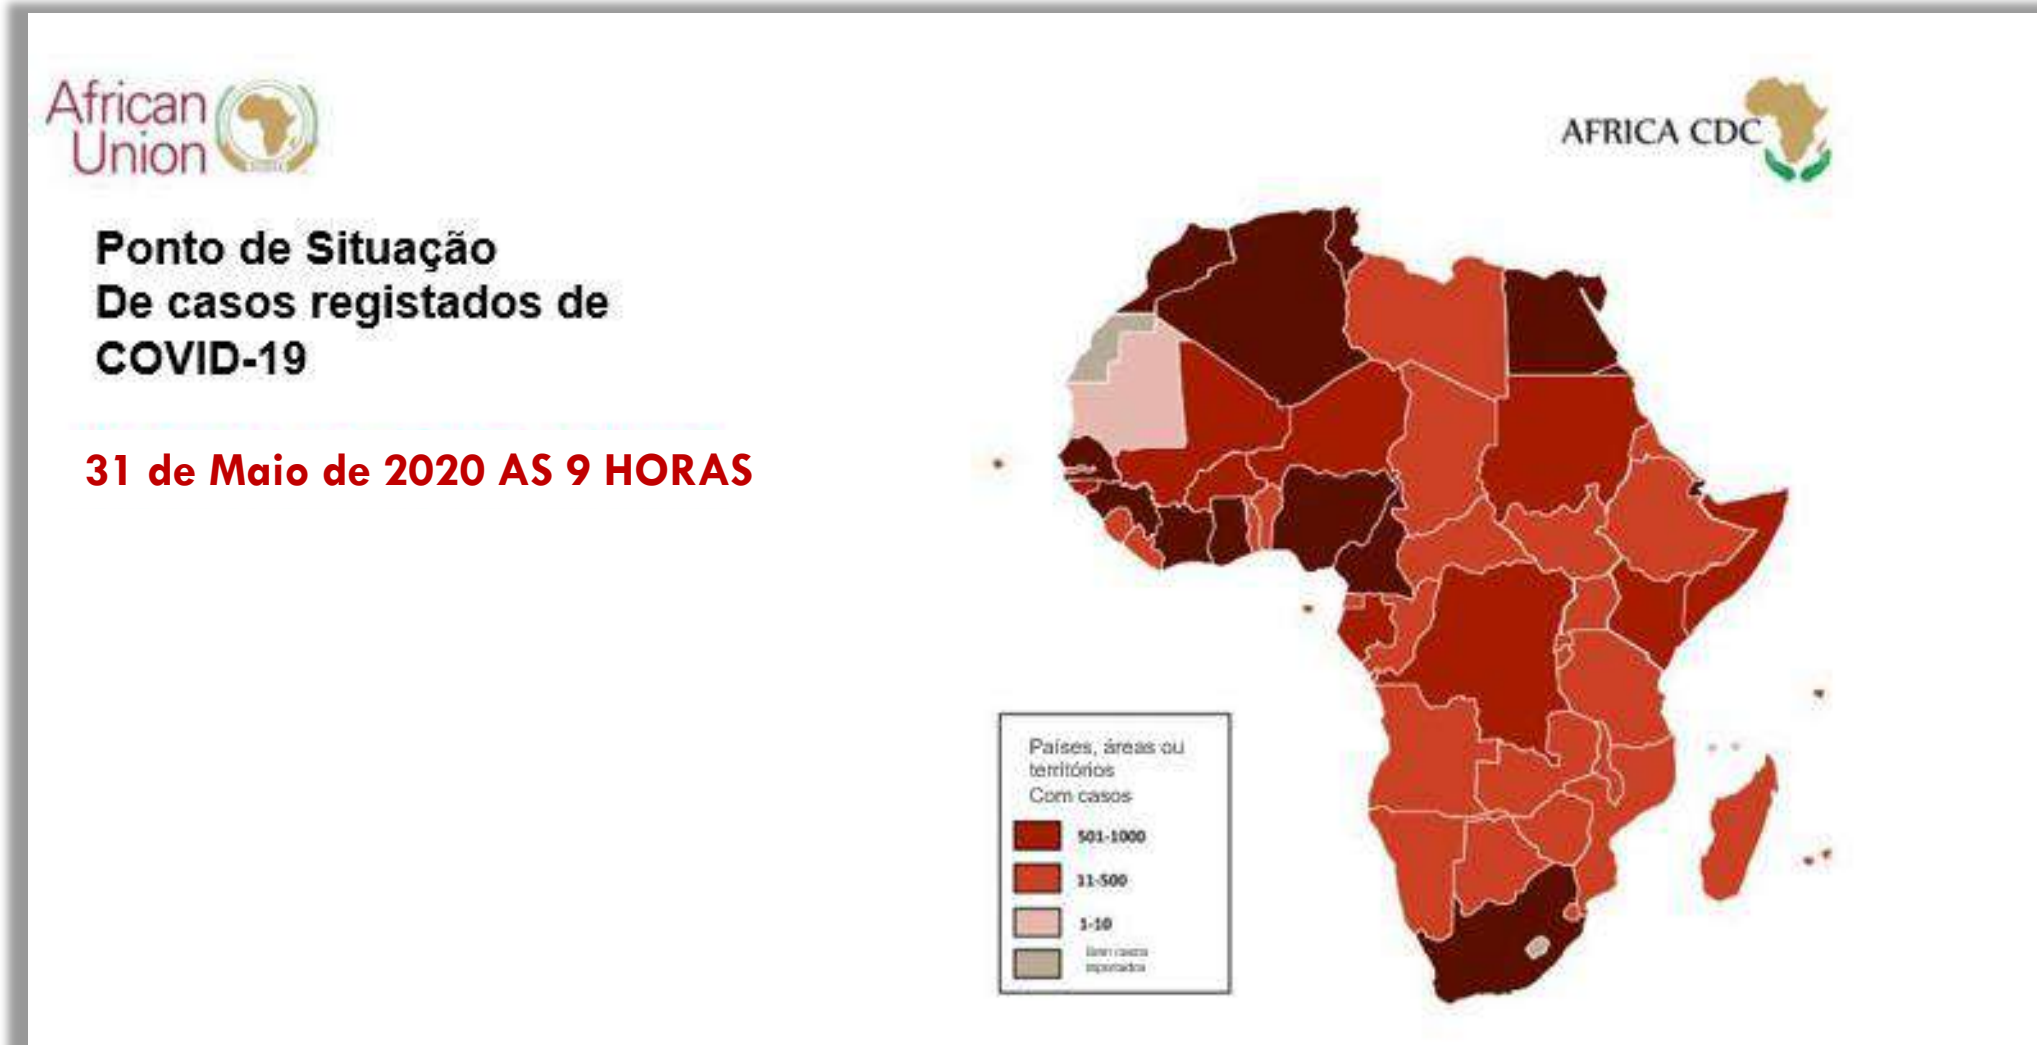 African
Union
AFRICA CDC
Ponto de Situação
De casos registados de
COVID-19
31 de Maio de 2020 AS 9 HORAS
Países, áreas ou
territórios
Com casos
501-1000
11-500
1-10